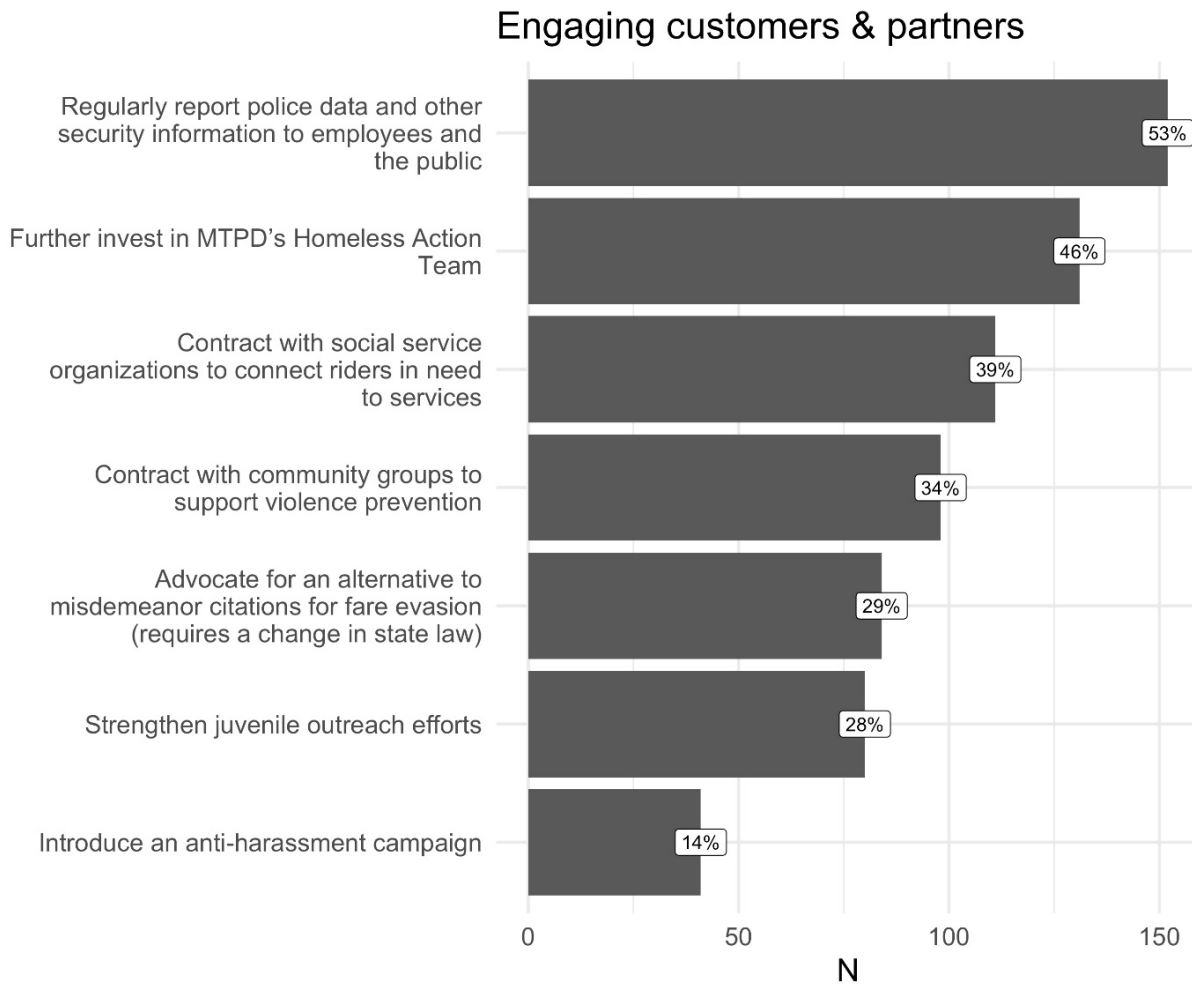 Engaging customers & partners
Regularly report police data and other
security information to employees and
the public
53%
Further invest in MTPD’s Homeless Action
Team
46%
Contract with social service
organizations to connect riders in need
to services
39%
Contract with community groups to
support violence prevention
34%
Advocate for an alternative to
misdemeanor citations for fare evasion
(requires a change in state law)
29%
Strengthen juvenile outreach efforts
28%
Introduce an anti-harassment campaign
14%
0 50 100 150
N